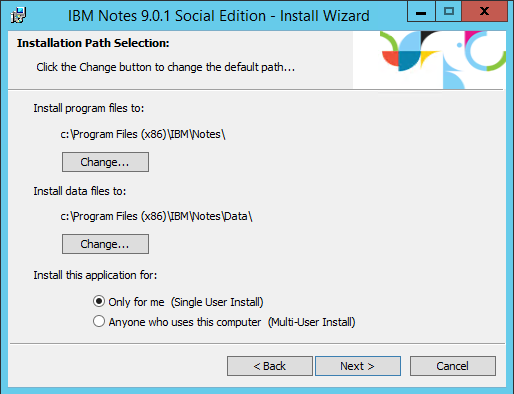 IBM Notes 9.0.1 Social Edition - Install Wizard
Installation Path Selection:
Click the Change button to change the default path...
Install program files to:
c:\Program Files (x86)\IBM\Notes\
Change...
Install data files to:
c:\Program Files (x86)\IBM\Notes\Data\
Change...
Install this application for:
Only for me  (Single User Install)
Anyone who uses this computer  (Multi-User Install)
< Back Next > Cancel